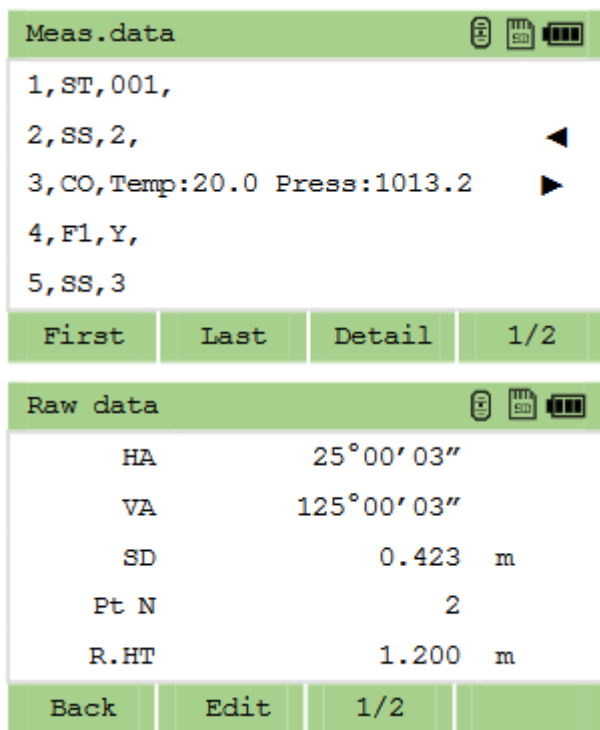 Meas.data
1,ST,001,
2,SS,2,
3,CO,Temp:20.0 Press:1013.2
4,F1,Y,
5,SS,3
First Last Detail 1/2
Raw data
HA 25°00′03″
VA 125°00′03″
SD 0.423 m
Pt N 2
R.HT 1.200 m
Back Edit 1/2